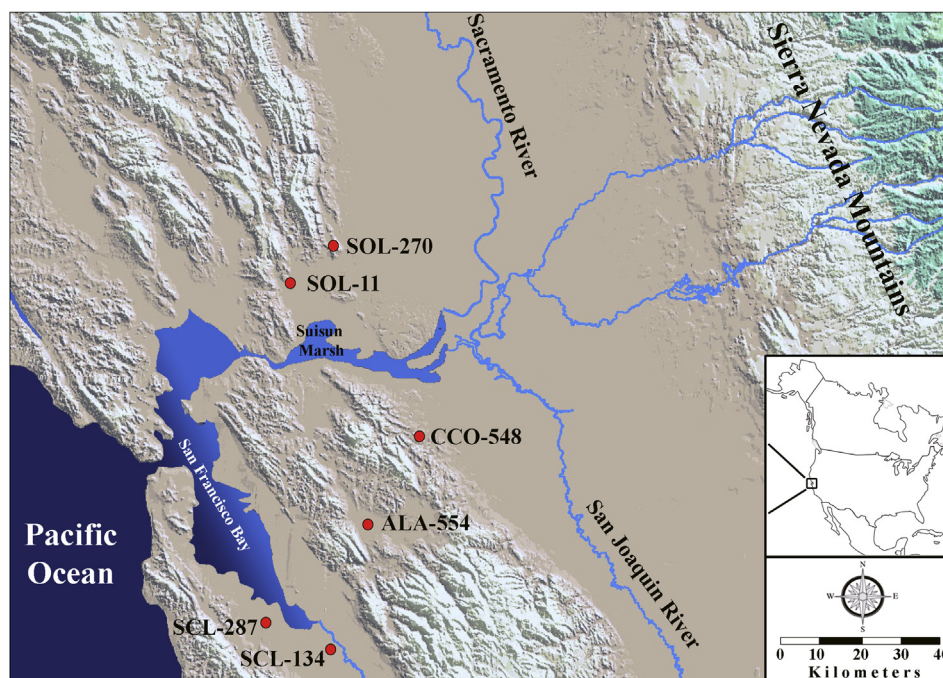 Sacramento River
Sierra Nevada Mountains
SOL-270
SOL-11
Suisun
Marsh
CCO-548
San Francisco Bay
ALA-554
Pacific
Ocean
San Joaquin River
SCL-287
SCL-134
N
W E
S
0 10 20 30 40
Kilometers